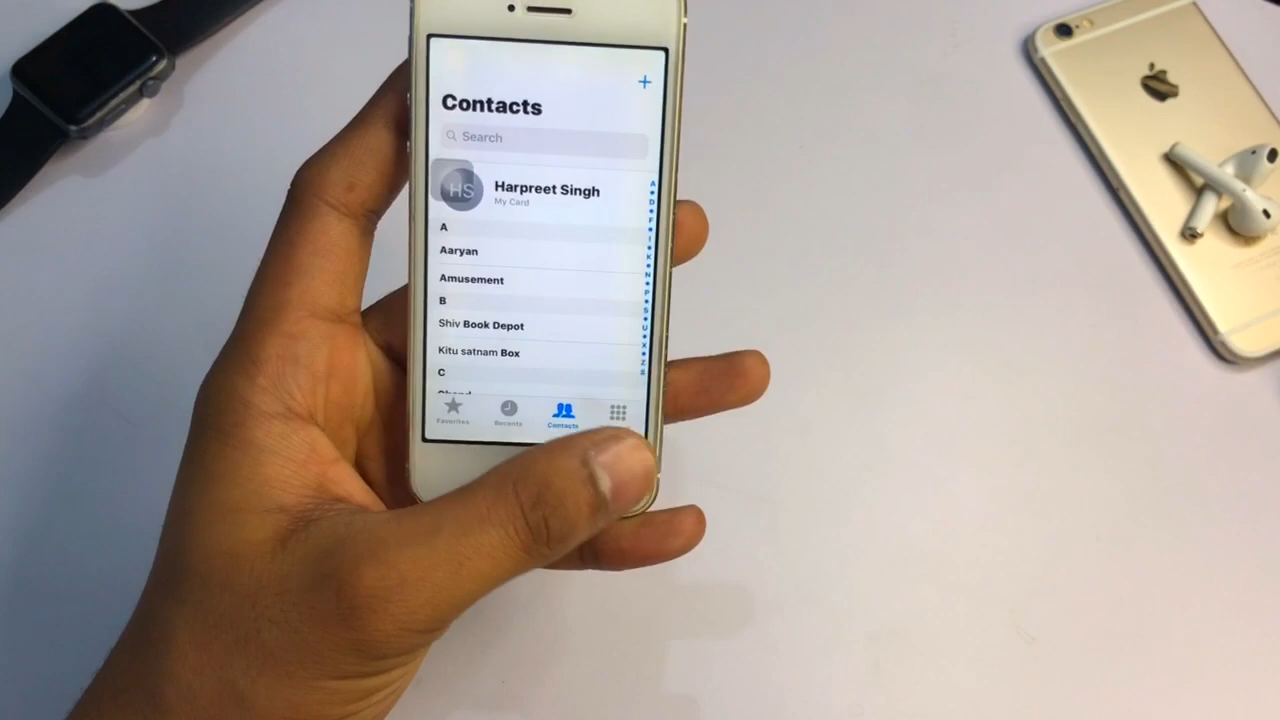 Contacts
Search
HS
Harpreet Singh
My Card
A
Aaryan
Amusement
B
Shiv Book Depot
Kitu satnam Box
C
A
D
F
I
K
N
P
S
U
X
Z
Favorites
Recents
Contacts